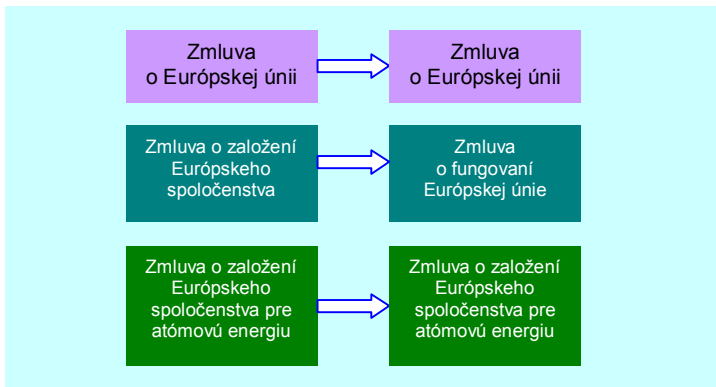 Zmluva
o Európskej únii
Zmluva
o Európskej únii
Zmluva o založení
Európskeho
spoločenstva
Zmluva
o fungovaní
Európskej únie
Zmluva o založení
Európskeho
spoločenstva pre
atómovú energiu
Zmluva o založení
Európskeho
spoločenstva pre
atómovú energiu